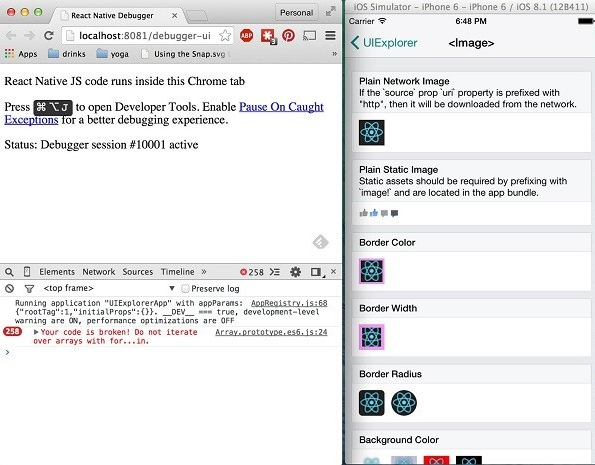 React Native Debugger
Personal
localhost:8081/debugger-ui
3
Apps drinks yoga Using the Snap.svg l
React Native JS code runs inside this Chrome tab
Press ⌘⌥J to open Developer Tools. Enable Pause On Caught
Exceptions for a better debugging experience.
Status: Debugger session #10001 active
Elements Network Sources Timeline » 258
<top frame> Preserve log
Running application "UIExplorerApp" with appParams: AppRegistry.js:68
{"rootTag":1,"initialProps":{}}. __DEV__ === true, development-level
warning are ON, performance optimizations are OFF
258 Your code is broken! Do not iterate Array.prototype.es6.js:24
over arrays with for...in.
iOS Simulator - iPhone 6 - iPhone 6 / iOS 8.1 (12B411)
Carrier 6:48 PM
UIExplorer <Image>
Plain Network Image
If the `source` prop `uri` property is prefixed with
"http", then it will be downloaded from the network.
Plain Static Image
Static assets should be required by prefixing with
`image!` and are located in the app bundle.
Border Color
Border Width
Border Radius
Background Color